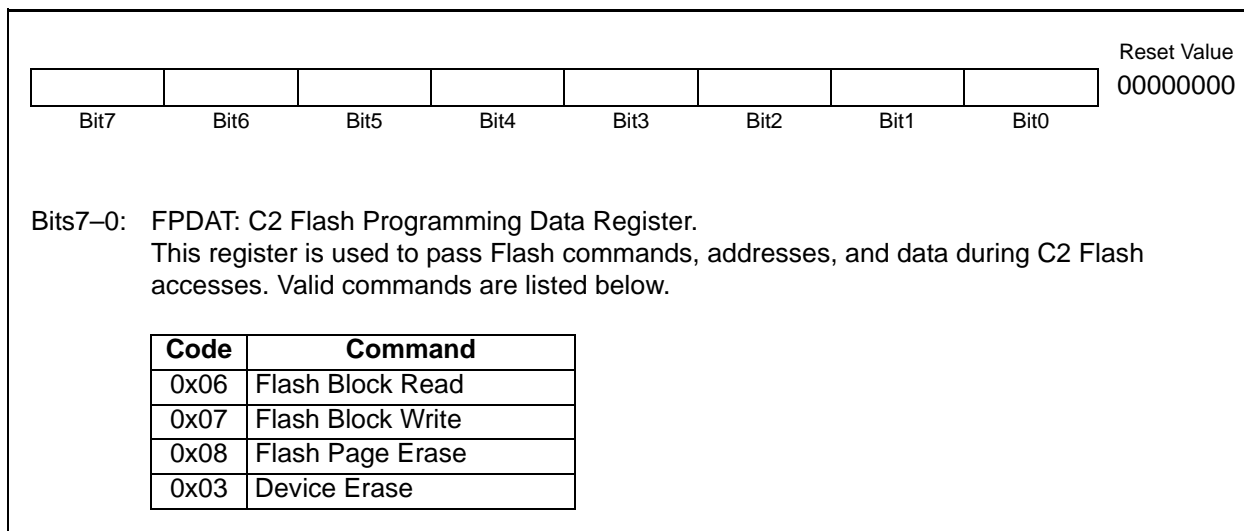 Reset Value
00000000
Bit7 Bit6 Bit5 Bit4 Bit3 Bit2 Bit1 Bit0
Bits7–0: FPDAT: C2 Flash Programming Data Register.
This register is used to pass Flash commands, addresses, and data during C2 Flash
accesses. Valid commands are listed below.
Code Command
0x06 Flash Block Read
0x07 Flash Block Write
0x08 Flash Page Erase
0x03 Device Erase